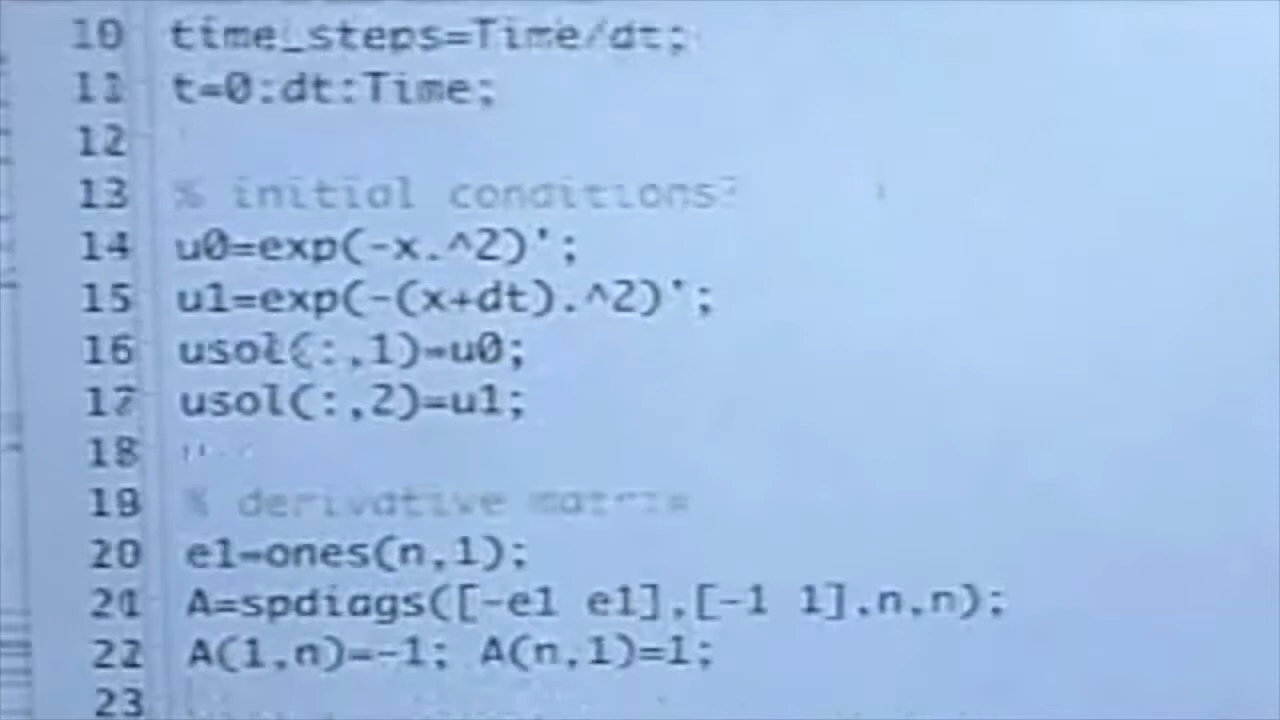 10 time_steps=Time/dt;
11 t=0:dt:Time;
12
13 % initial conditions
14 u0=exp(-x.^2)';
15 u1=exp(-(x+dt).^2)';
16 usol(:,1)=u0;
17 usol(:,2)=u1;
18
19 % derivative matrix
20 e1=ones(n,1);
21 A=spdiags([-e1 e1],[-1 1],n,n);
22 A(1,n)=-1; A(n,1)=1;
23